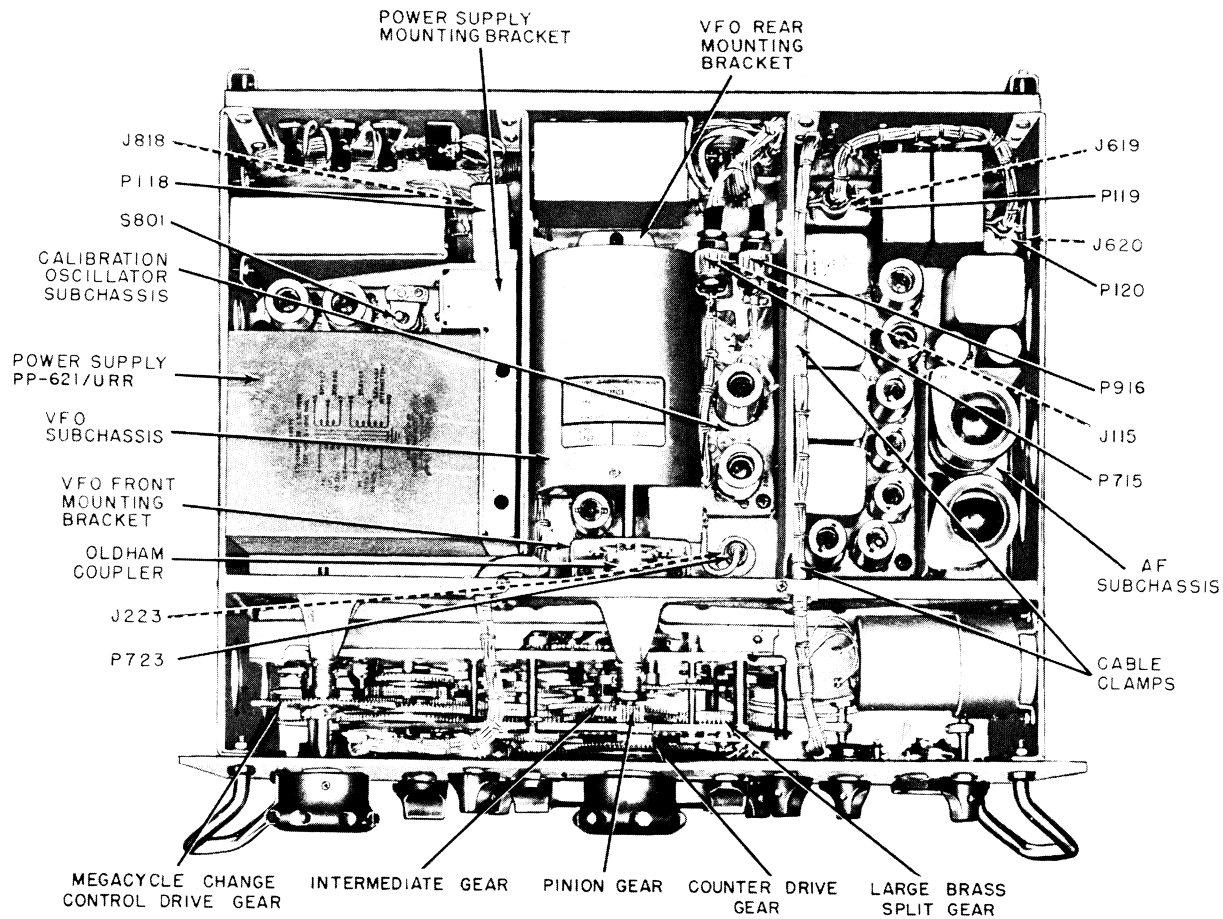 POWER SUPPLY
MOUNTING BRACKET
VFO REAR
MOUNTING
BRACKET
J818
P118
S801
CALIBRATION
OSCILLATOR
SUBCHASSIS
POWER SUPPLY
PP-621/URR
VFO
SUBCHASSIS
VFO FRONT
MOUNTING
BRACKET
OLDHAM
COUPLER
J223
P723
J619
P119
J620
P120
P916
J115
P715
AF
SUBCHASSIS
CABLE
CLAMPS
MEGACYCLE CHANGE
CONTROL DRIVE GEAR
INTERMEDIATE GEAR
PINION GEAR
COUNTER DRIVE
GEAR
LARGE BRASS
SPLIT GEAR